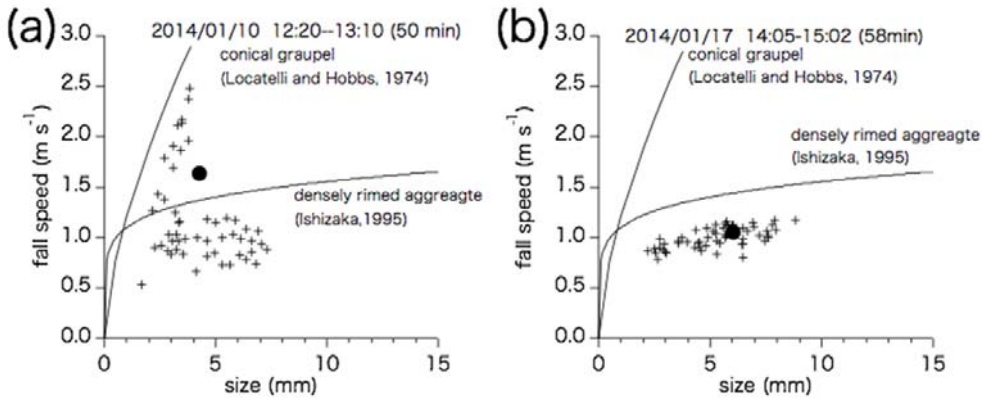 (a)
2014/01/10 12:20--13:10 (50 min)
conical graupel
(Locatelli and Hobbs, 1974)
densely rimed aggreagte
(Ishizaka,1995)
fall speed (m s⁻¹)
3.0
2.5
2.0
1.5
1.0
0.5
0.0
0 5 10 15
size (mm)
(b)
2014/01/17 14:05-15:02 (58min)
conical graupel
(Locatelli and Hobbs, 1974)
densely rimed aggreagte
(Ishizaka, 1995)
fall speed (m s⁻¹)
3.0
2.5
2.0
1.5
1.0
0.5
0.0
0 5 10 15
size (mm)